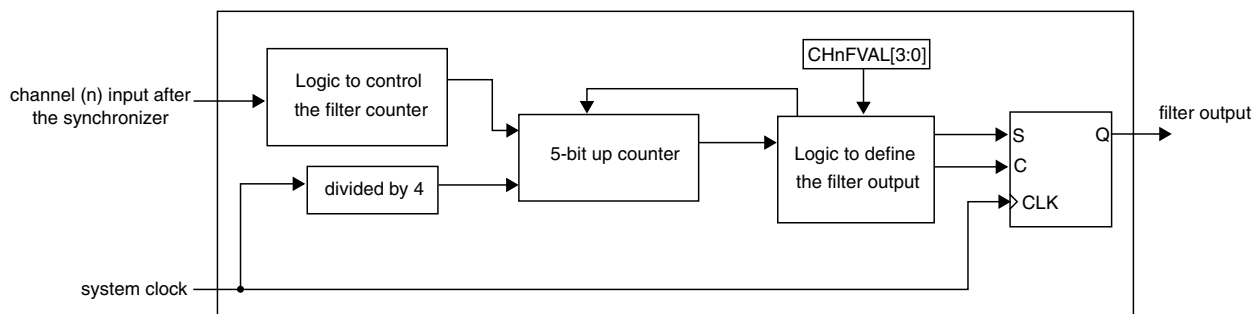 channel (n) input after
the synchronizer
Logic to control
the filter counter
divided by 4
system clock
5-bit up counter
CHnFVAL[3:0]
Logic to define
the filter output
S
C
CLK
Q
filter output